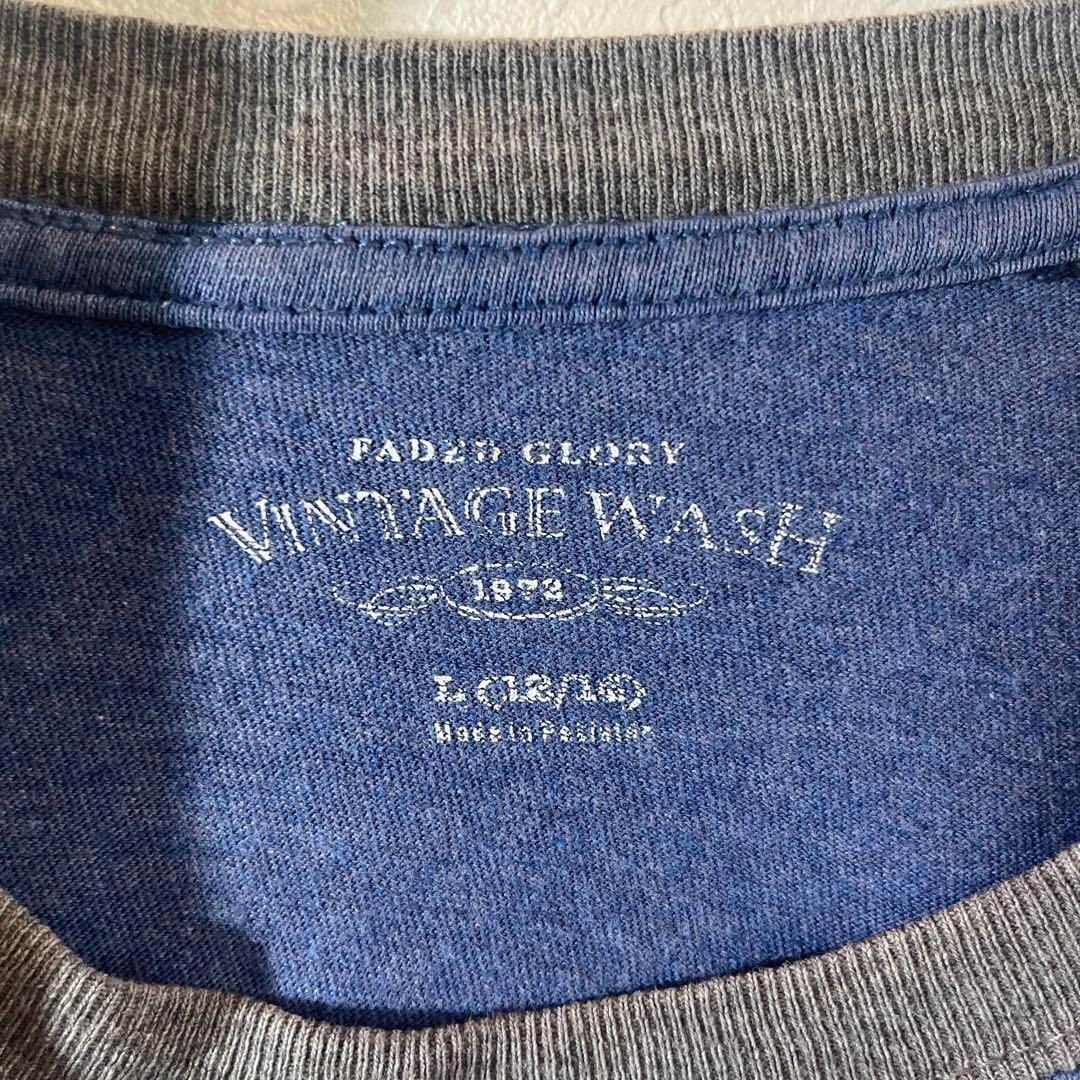 FADED GLORY
VINTAGE WASH
1972
L (12/14)
Made in Pakistan